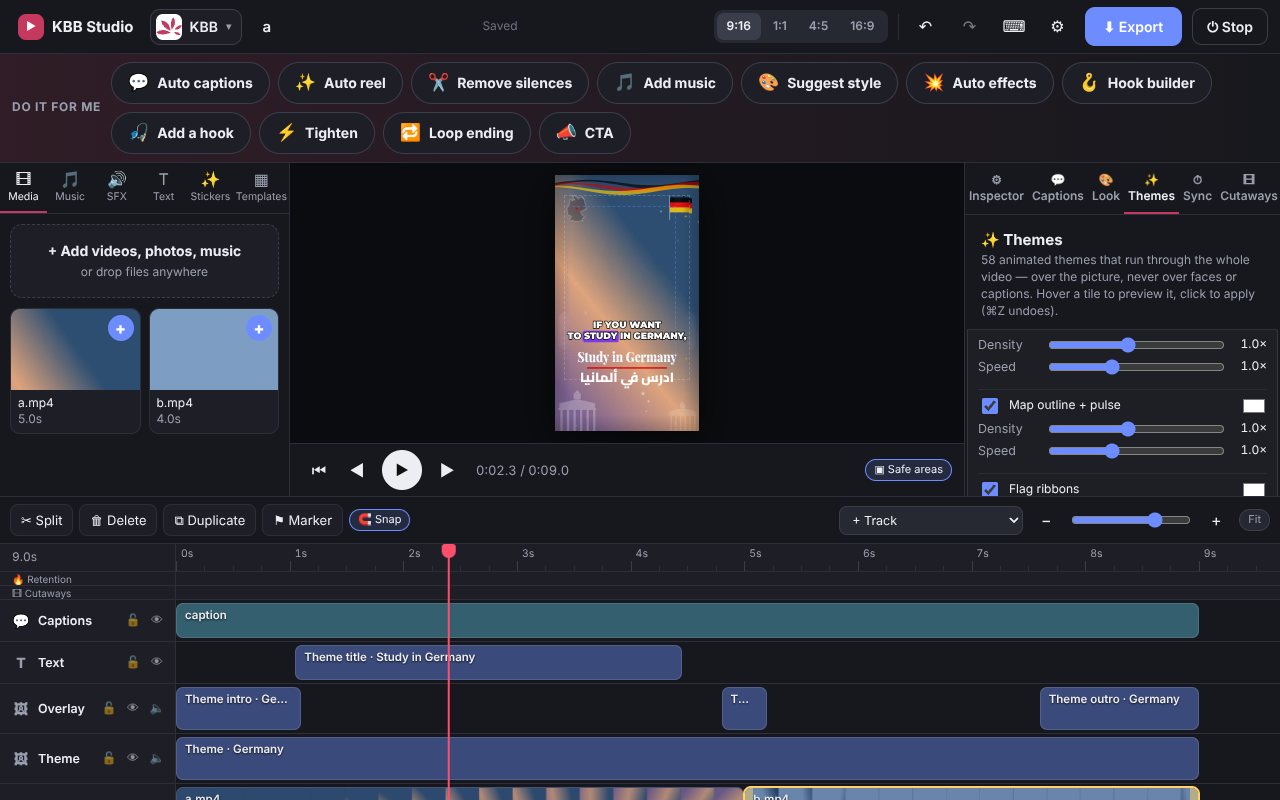 KBB Studio
KBB
a
Saved
9:16
1:1
4:5
16:9
Export
Stop
DO IT FOR ME
Auto captions
Auto reel
Remove silences
Add music
Suggest style
Auto effects
Hook builder
Add a hook
Tighten
Loop ending
CTA
Media
Music
SFX
Text
Stickers
Templates
+ Add videos, photos, music
or drop files anywhere
a.mp4
5.0s
b.mp4
4.0s
IF YOU WANT
TO STUDY IN GERMANY,
Study in Germany
ادرس في ألمانيا
0:02.3 / 0:09.0
Safe areas
Inspector
Captions
Look
Themes
Sync
Cutaways
Themes
58 animated themes that run through the whole
video — over the picture, never over faces or
captions. Hover a tile to preview it, click to apply
(⌘Z undoes).
Density 1.0×
Speed 1.0×
Map outline + pulse
Density 1.0×
Speed 1.0×
Flag ribbons
Split
Delete
Duplicate
Marker
Snap
+ Track
Fit
9.0s
0s 1s 2s 3s 4s 5s 6s 7s 8s 9s
Retention
Cutaways
Captions
caption
Text
Theme title · Study in Germany
Overlay
Theme intro · Ge...
T...
Theme outro · Germany
Theme
Theme · Germany
a.mp4
b.mp4